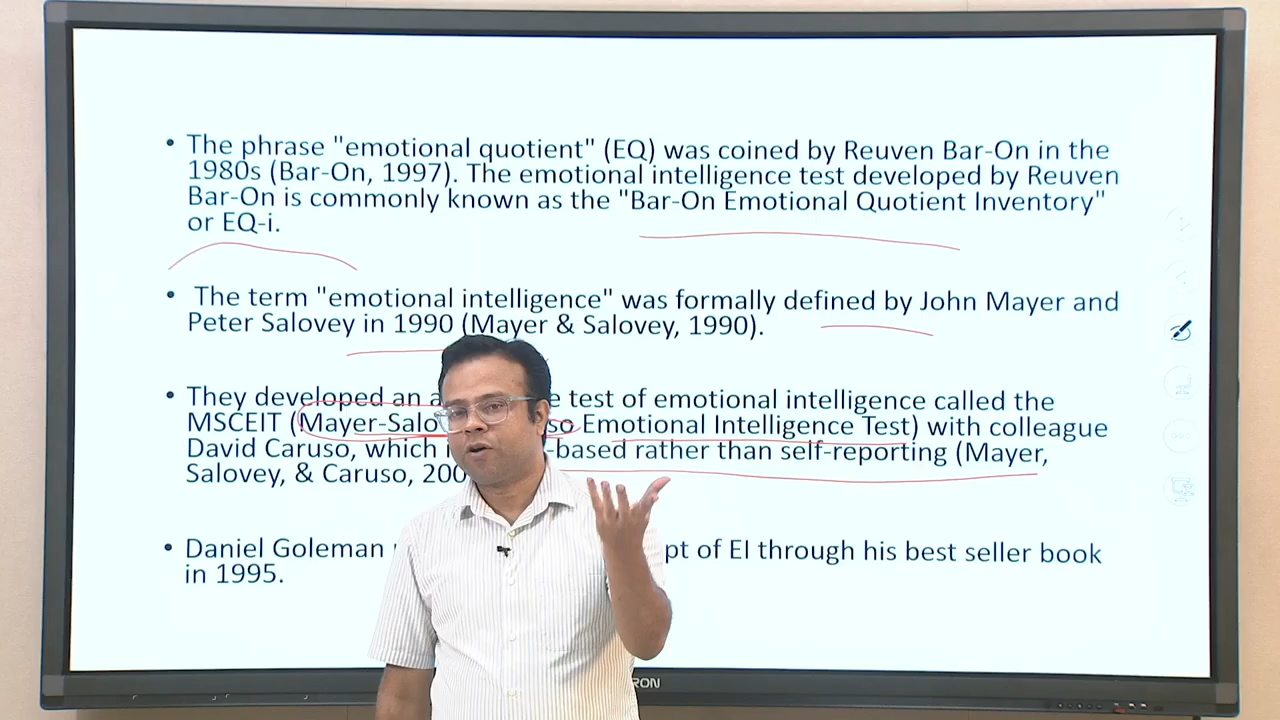 • The phrase "emotional quotient" (EQ) was coined by Reuven Bar-On in the
1980s (Bar-On, 1997). The emotional intelligence test developed by Reuven
Bar-On is commonly known as the "Bar-On Emotional Quotient Inventory"
or EQ-i.
• The term "emotional intelligence" was formally defined by John Mayer and
Peter Salovey in 1990 (Mayer & Salovey, 1990).
• They developed an test of emotional intelligence called the
MSCEIT (Mayer-Salo so Emotional Intelligence Test) with colleague
David Caruso, which -based rather than self-reporting (Mayer,
Salovey, & Caruso, 200
• Daniel Goleman pt of EI through his best seller book
in 1995.
RON